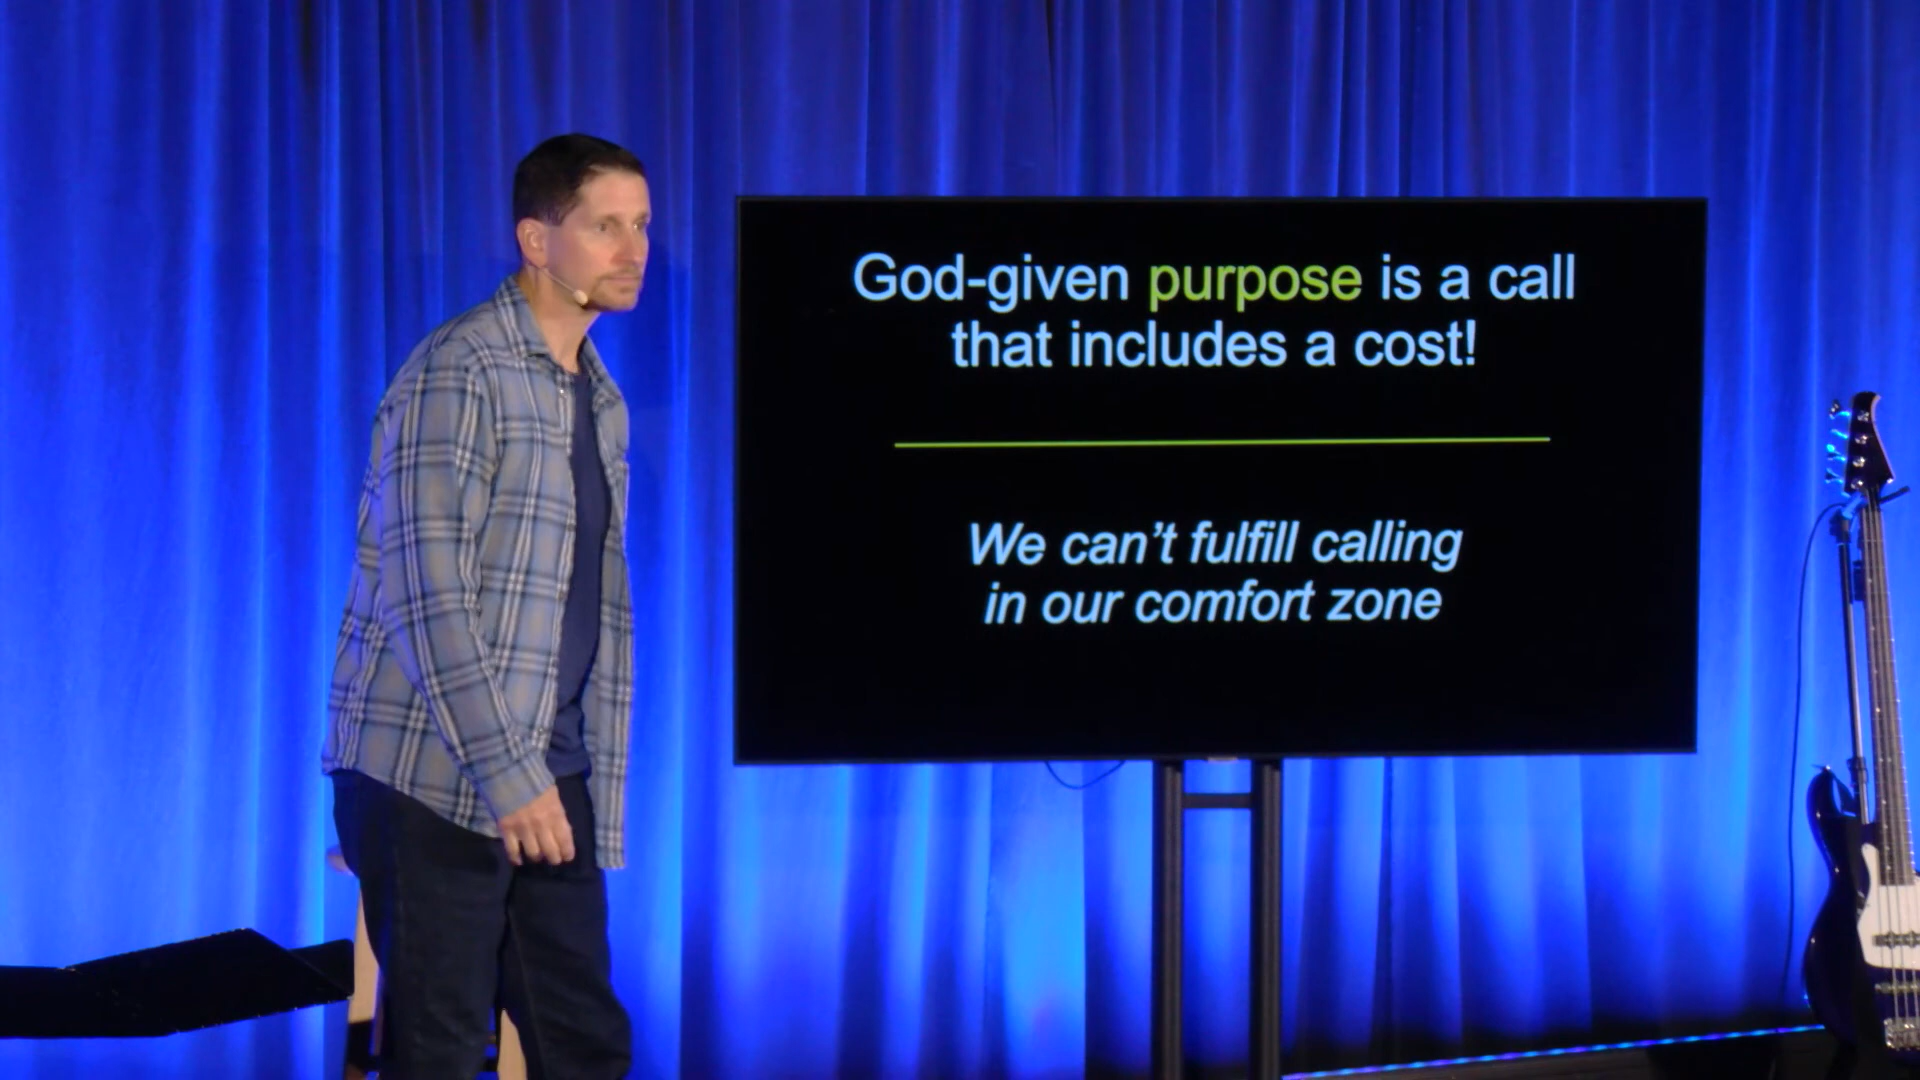 God-given purpose is a call
that includes a cost!
We can’t fulfill calling
in our comfort zone